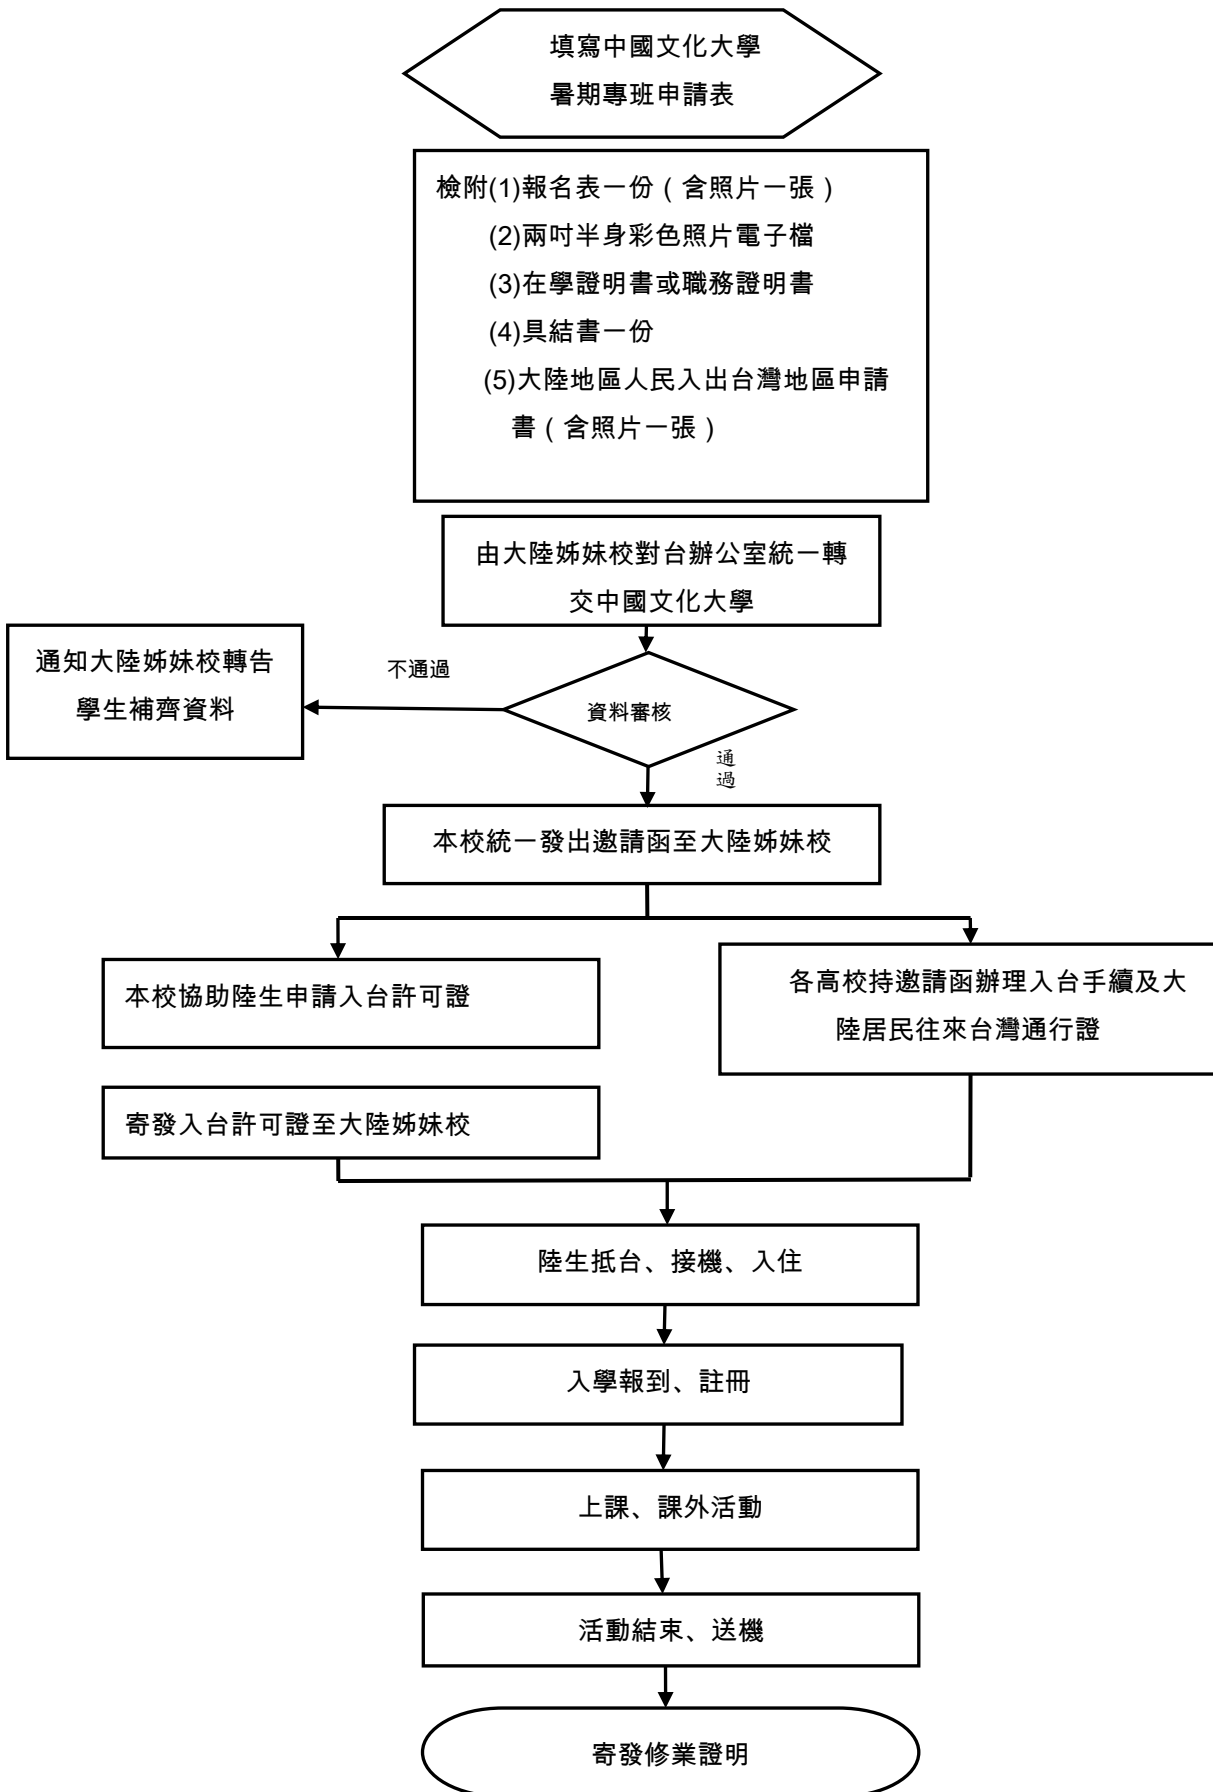 填寫中國文化大學
暑期專班申請表
檢附(1)報名表一份（含照片一張）
(2)兩吋半身彩色照片電子檔
(3)在學證明書或職務證明書
(4)具結書一份
(5)大陸地區人民入出台灣地區申請
書（含照片一張）
由大陸姊妹校對台辦公室統一轉
交中國文化大學
通知大陸姊妹校轉告
學生補齊資料
不通過
資料審核
通
過
本校統一發出邀請函至大陸姊妹校
本校協助陸生申請入台許可證
各高校持邀請函辦理入台手續及大
陸居民往來台灣通行證
寄發入台許可證至大陸姊妹校
陸生抵台、接機、入住
入學報到、註冊
上課、課外活動
活動結束、送機
寄發修業證明